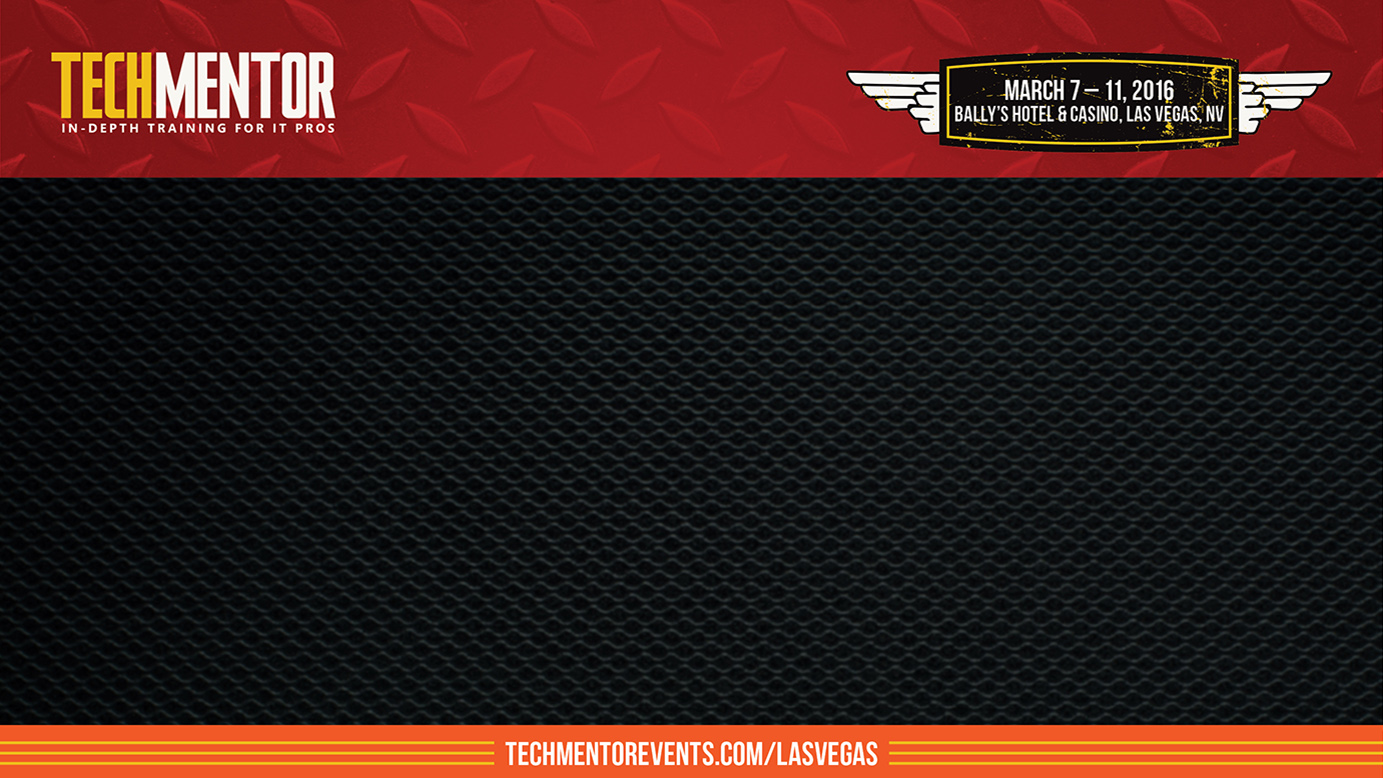 TECHMENTOR
IN-DEPTH TRAINING FOR IT PROS
MARCH 7 – 11, 2016
BALLY'S HOTEL & CASINO, LAS VEGAS, NV
TECHMENTOREVENTS.COM/LASVEGAS